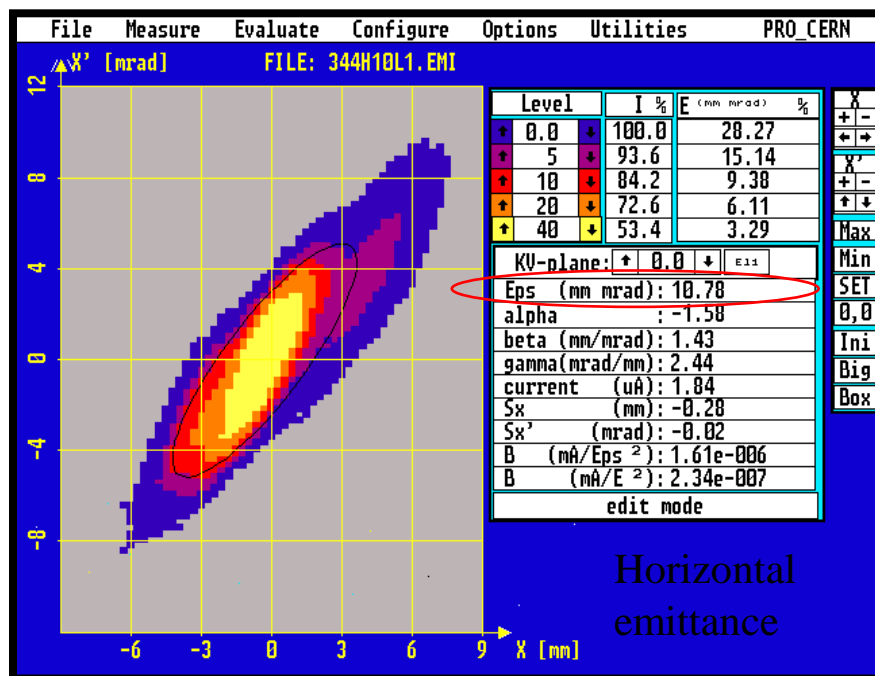 File Measure Evaluate Configure Options Utilities PRO_CERN
X' [mrad] FILE: 344H10L1.EMI
12
8
4
0
-4
-8
-6 -3 0 3 6 9 X [mm]
Level I % E (mm mrad) %
0.0 100.0 28.27
5 93.6 15.14
10 84.2 9.38
20 72.6 6.11
40 53.4 3.29
KV-plane: 0.0 Ell
Eps (mm mrad): 10.78
alpha : -1.58
beta (mm/mrad): 1.43
gamma(mrad/mm): 2.44
current (uA): 1.84
Sx (mm): -0.28
Sx' (mrad): -0.02
B (mA/Eps ²): 1.61e-006
B (mA/E ²): 2.34e-007
edit mode
X
+ -
X'
+ -
Max
Min
SET
0,0
Ini
Big
Box
Horizontal
emittance